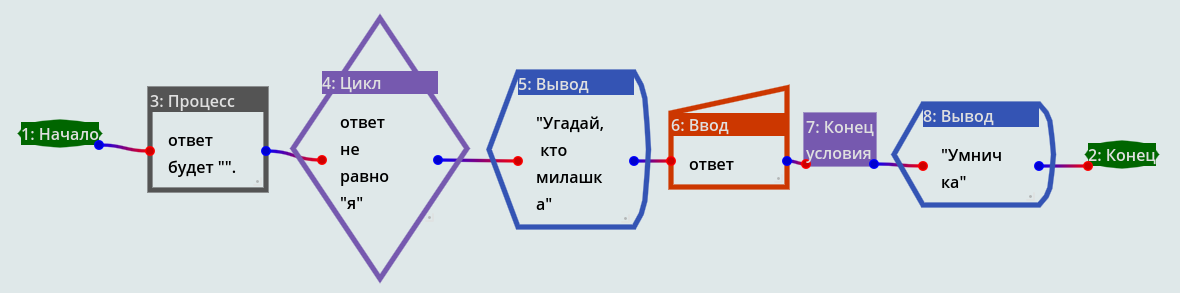 1: Начало
3: Процесс
ответ
будет "".
4: Цикл
ответ
не
равно
"я"
5: Вывод
"Угадай,
кто
милашк
а"
6: Ввод
ответ
7: Конец
условия
8: Вывод
"Умнич
ка"
2: Конец